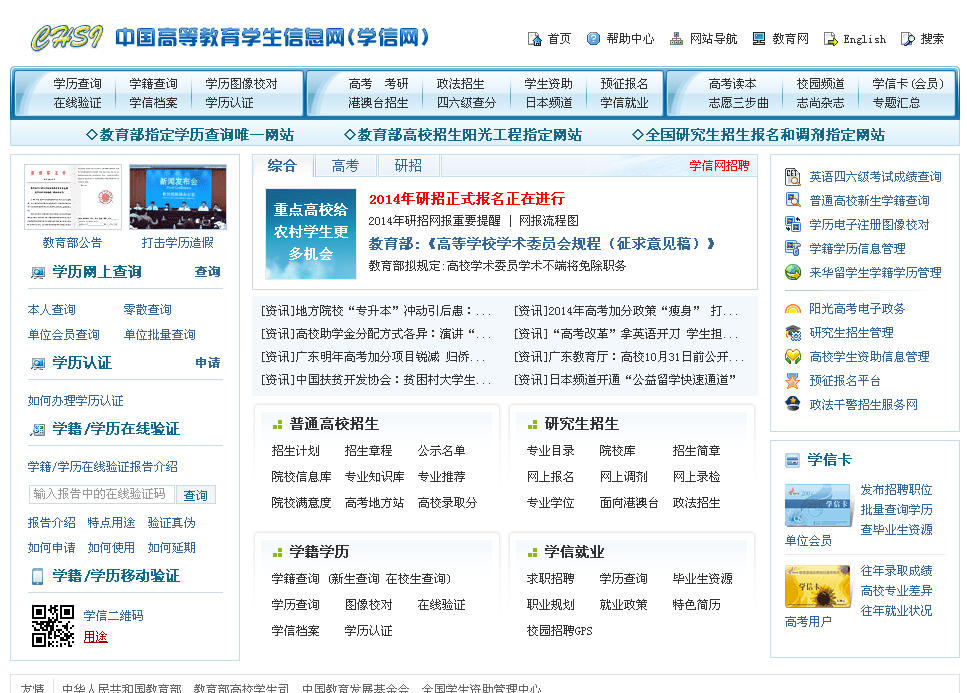 CHSI 中国高等教育学生信息网(学信网)
首页 帮助中心 网站导航 教育网 English 搜索
学历查询 学籍查询 学历图像校对 高考 考研 政法招生 学生资助 预征报名 高考读本 校园频道 学信卡(会员)
在线验证 学信档案 学历认证 港澳台招生 四六级查分 日本频道 学信就业 志愿三步曲 志尚杂志 专题汇总
◇教育部指定学历查询唯一网站 ◇教育部高校招生阳光工程指定网站 ◇全国研究生招生报名和调剂指定网站
新闻发布会
教育部公告 打击学历造假
学历网上查询 查询
本人查询 零散查询
单位会员查询 单位批量查询
学历认证 申请
如何办理学历认证
学籍/学历在线验证
学籍/学历在线验证报告介绍
输入报告中的在线验证码 查询
报告介绍 特点用途 验证真伪
如何申请 如何使用 如何延期
学籍/学历移动验证
学信二维码
用途
综合 高考 研招 学信网招聘
重点高校给
农村学生更
多机会
2014年研招正式报名正在进行
2014年研招网报重要提醒 | 网报流程图
教育部：《高等学校学术委员会规程（征求意见稿）》
教育部拟规定:高校学术委员学术不端将免除职务
[资讯]地方院校“专升本”冲动引后患：... [资讯]2014年高考加分政策“瘦身” 打...
[资讯]高校助学金分配方式各异：演讲“... [资讯]“高考改革”拿英语开刀 学生担...
[资讯]广东明年高考加分项目锐减 归侨... [资讯]广东教育厅：高校10月31日前公开...
[资讯]中国扶贫开发协会：贫困村大学生... [资讯]日本频道开通“公益留学快速通道”
普通高校招生
招生计划 招生章程 公示名单
院校信息库 专业知识库 专业推荐
院校满意度 高考地方站 高校录取分
研究生招生
专业目录 院校库 招生简章
网上报名 网上调剂 网上录检
专业学位 面向港澳台 政法招生
学籍学历
学籍查询 (新生查询 在校生查询)
学历查询 图像校对 在线验证
学信档案 学历认证
学信就业
求职招聘 学历查询 毕业生资源
职业规划 就业政策 特色简历
校园招聘GPS
英语四六级考试成绩查询
普通高校新生学籍查询
学历电子注册图像校对
学籍学历信息管理
来华留学生学籍学历管理
阳光高考电子政务
研究生招生管理
高校学生资助信息管理
预征报名平台
政法干警招生服务网
学信卡
学信卡
单位会员
发布招聘职位
批量查询学历
查毕业生资源
学信卡
高考用户
往年录取成绩
高校专业差异
往年就业状况
友情 中华人民共和国教育部 教育部高校学生司 中国教育发展基金会 全国学生资助管理中心